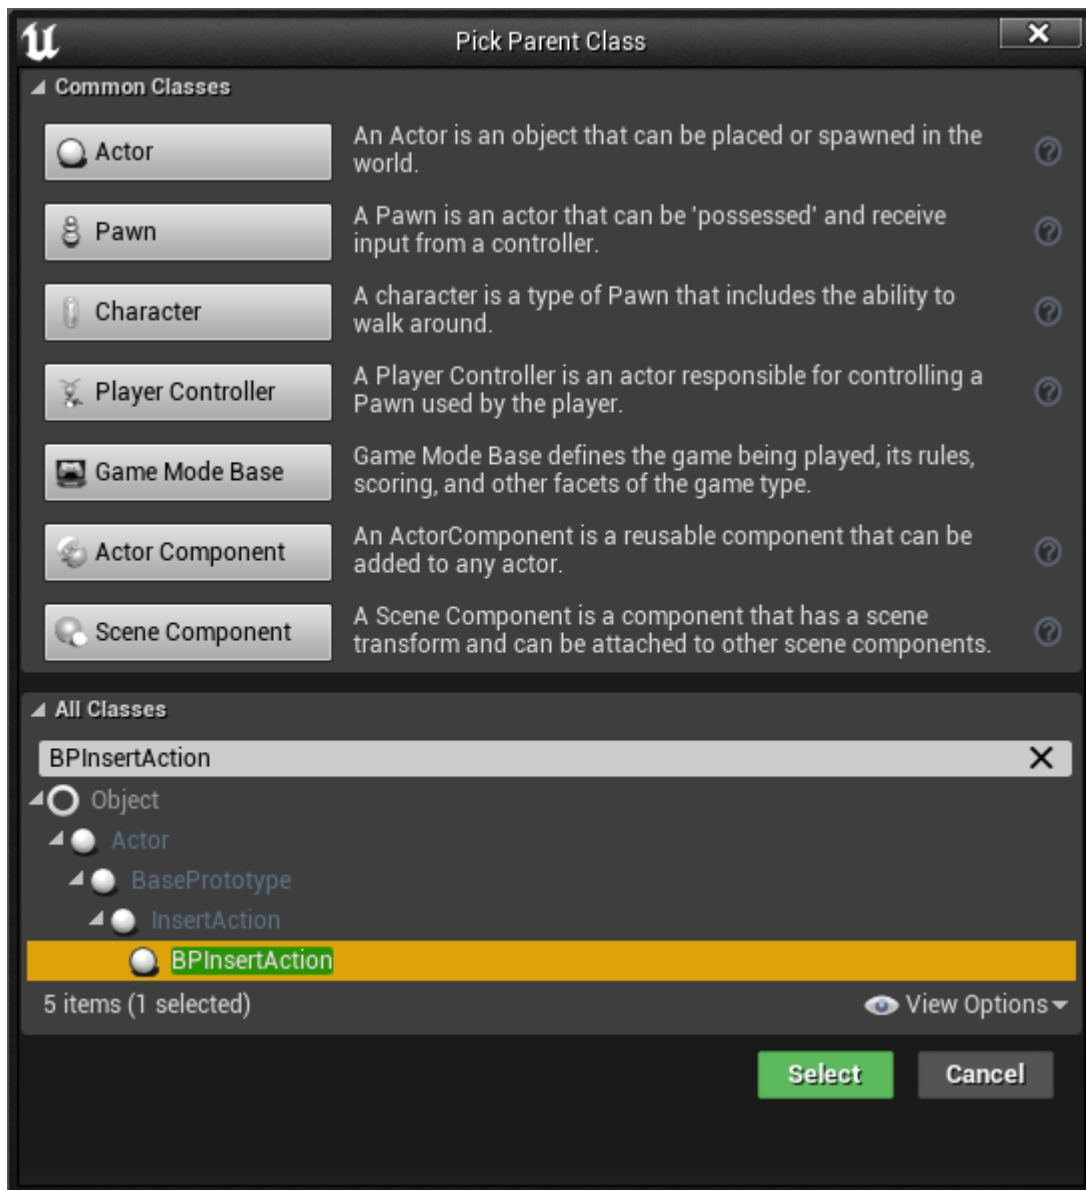 Pick Parent Class
Common Classes
Actor
An Actor is an object that can be placed or spawned in the
world.
Pawn
A Pawn is an actor that can be 'possessed' and receive
input from a controller.
Character
A character is a type of Pawn that includes the ability to
walk around.
Player Controller
A Player Controller is an actor responsible for controlling a
Pawn used by the player.
Game Mode Base
Game Mode Base defines the game being played, its rules,
scoring, and other facets of the game type.
Actor Component
An ActorComponent is a reusable component that can be
added to any actor.
Scene Component
A Scene Component is a component that has a scene
transform and can be attached to other scene components.
All Classes
BPInsertAction
Object
Actor
BasePrototype
InsertAction
BPInsertAction
5 items (1 selected)
View Options
Select
Cancel